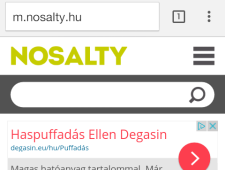 m.nosalty.hu
1
NOSALTY
Haspuffadás Ellen Degasin
degasin.eu/hu/Puffadás
Magas hatóanyag tartalommal. Már